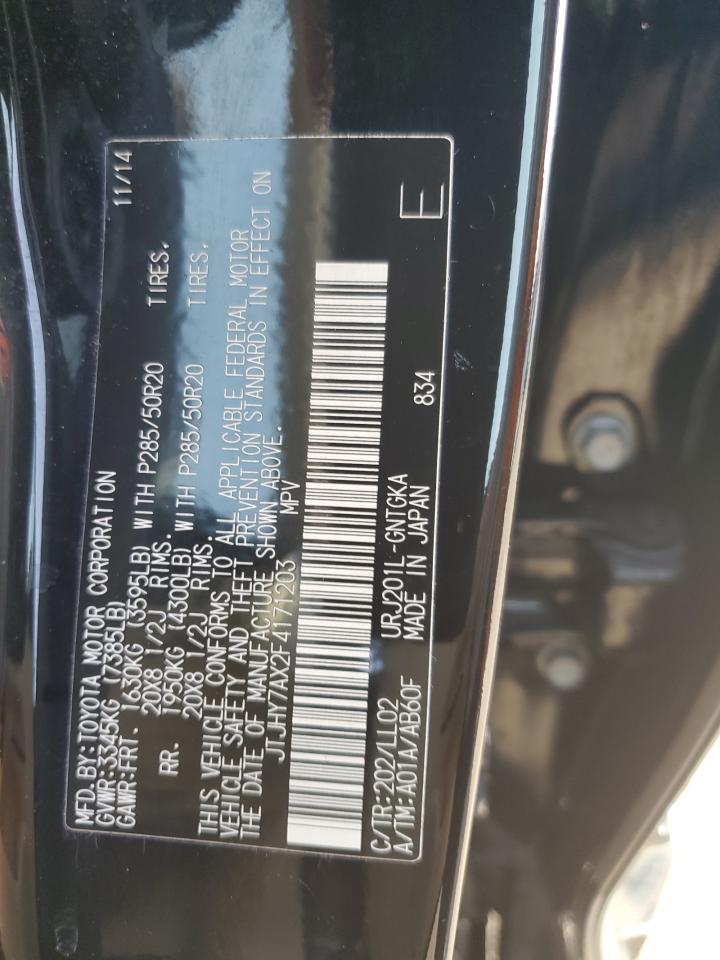 MFD.BY:TOYOTA MOTOR CORPORATION 11/14
GVWR:3345KG (7385LB)
GAWR:FRT. 1630KG (3595LB) WITH P285/50R20 TIRES.
20X8 1/2J RIMS.
RR. 1950KG (4300LB) WITH P285/50R20 TIRES.
20X8 1/2J RIMS.
THIS VEHICLE CONFORMS TO ALL APPLICABLE FEDERAL MOTOR
VEHICLE SAFETY AND THEFT PREVENTION STANDARDS IN EFFECT ON
THE DATE OF MANUFACTURE SHOWN ABOVE.
JTJHY7AX2F4171203 MPV
C/TR:202/LL02 URJ201L-GNTGKA
A/TM:A01A/AB60F MADE IN JAPAN 834 E